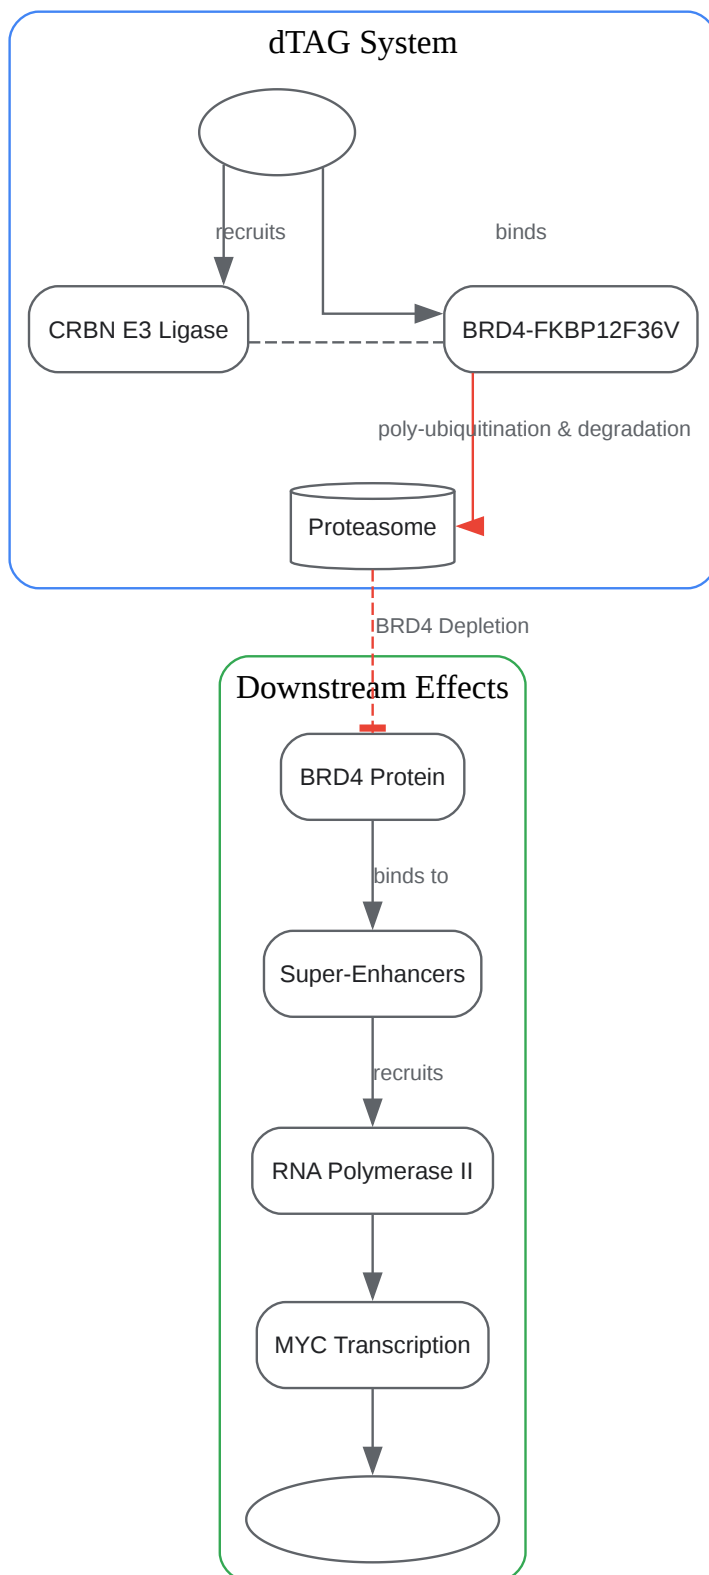 dTAG System
recruits
binds
CRBN E3 Ligase
BRD4-FKBP12F36V
poly-ubiquitination & degradation
Proteasome
BRD4 Depletion
Downstream Effects
BRD4 Protein
binds to
Super-Enhancers
recruits
RNA Polymerase II
MYC Transcription